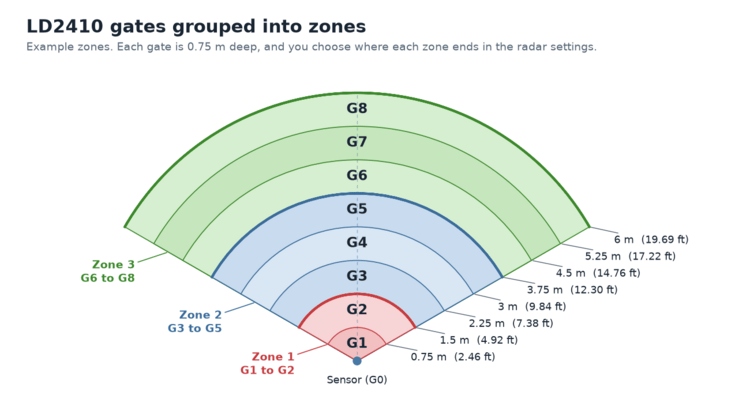 LD2410 gates grouped into zones
Example zones. Each gate is 0.75 m deep, and you choose where each zone ends in the radar settings.
G8
G7
G6
G5
G4
G3
G2
G1
Zone 3
G6 to G8
Zone 2
G3 to G5
Zone 1
G1 to G2
6 m (19.69 ft)
5.25 m (17.22 ft)
4.5 m (14.76 ft)
3.75 m (12.30 ft)
3 m (9.84 ft)
2.25 m (7.38 ft)
1.5 m (4.92 ft)
0.75 m (2.46 ft)
Sensor (G0)